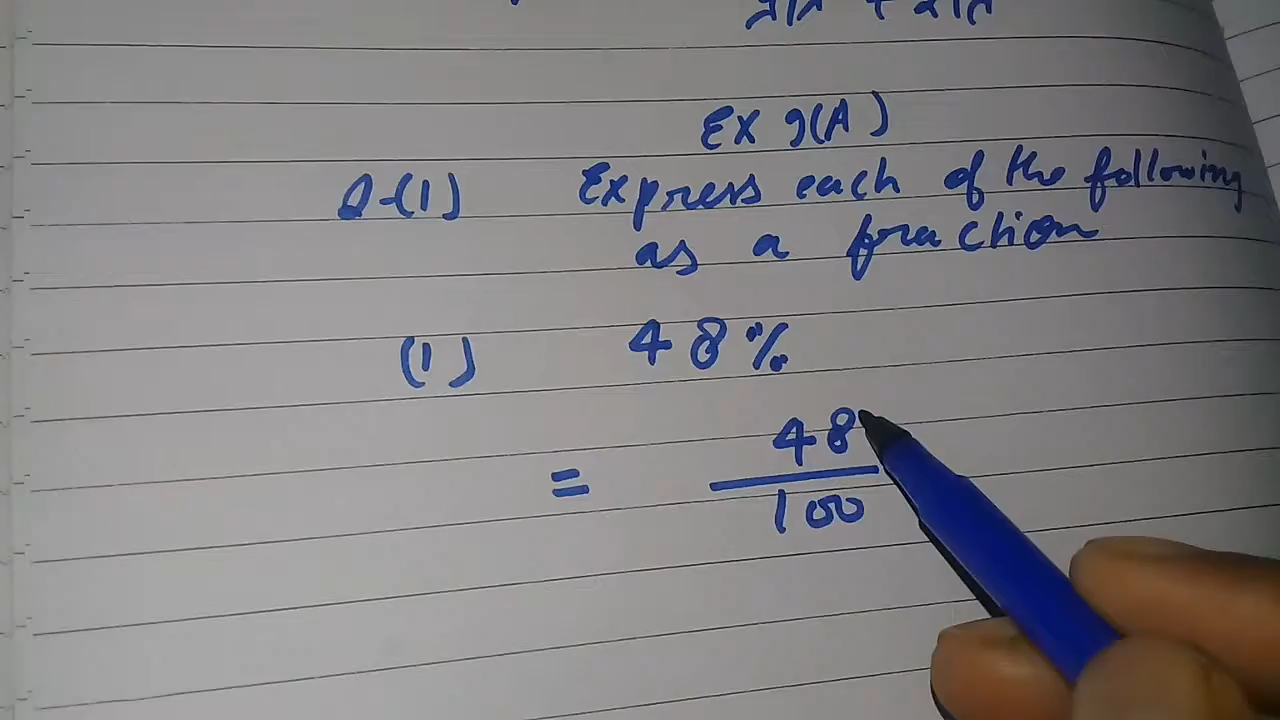 Ex 9(A)
Q-(1) Express each of the following
as a fraction
(1) 48%
= 48
100